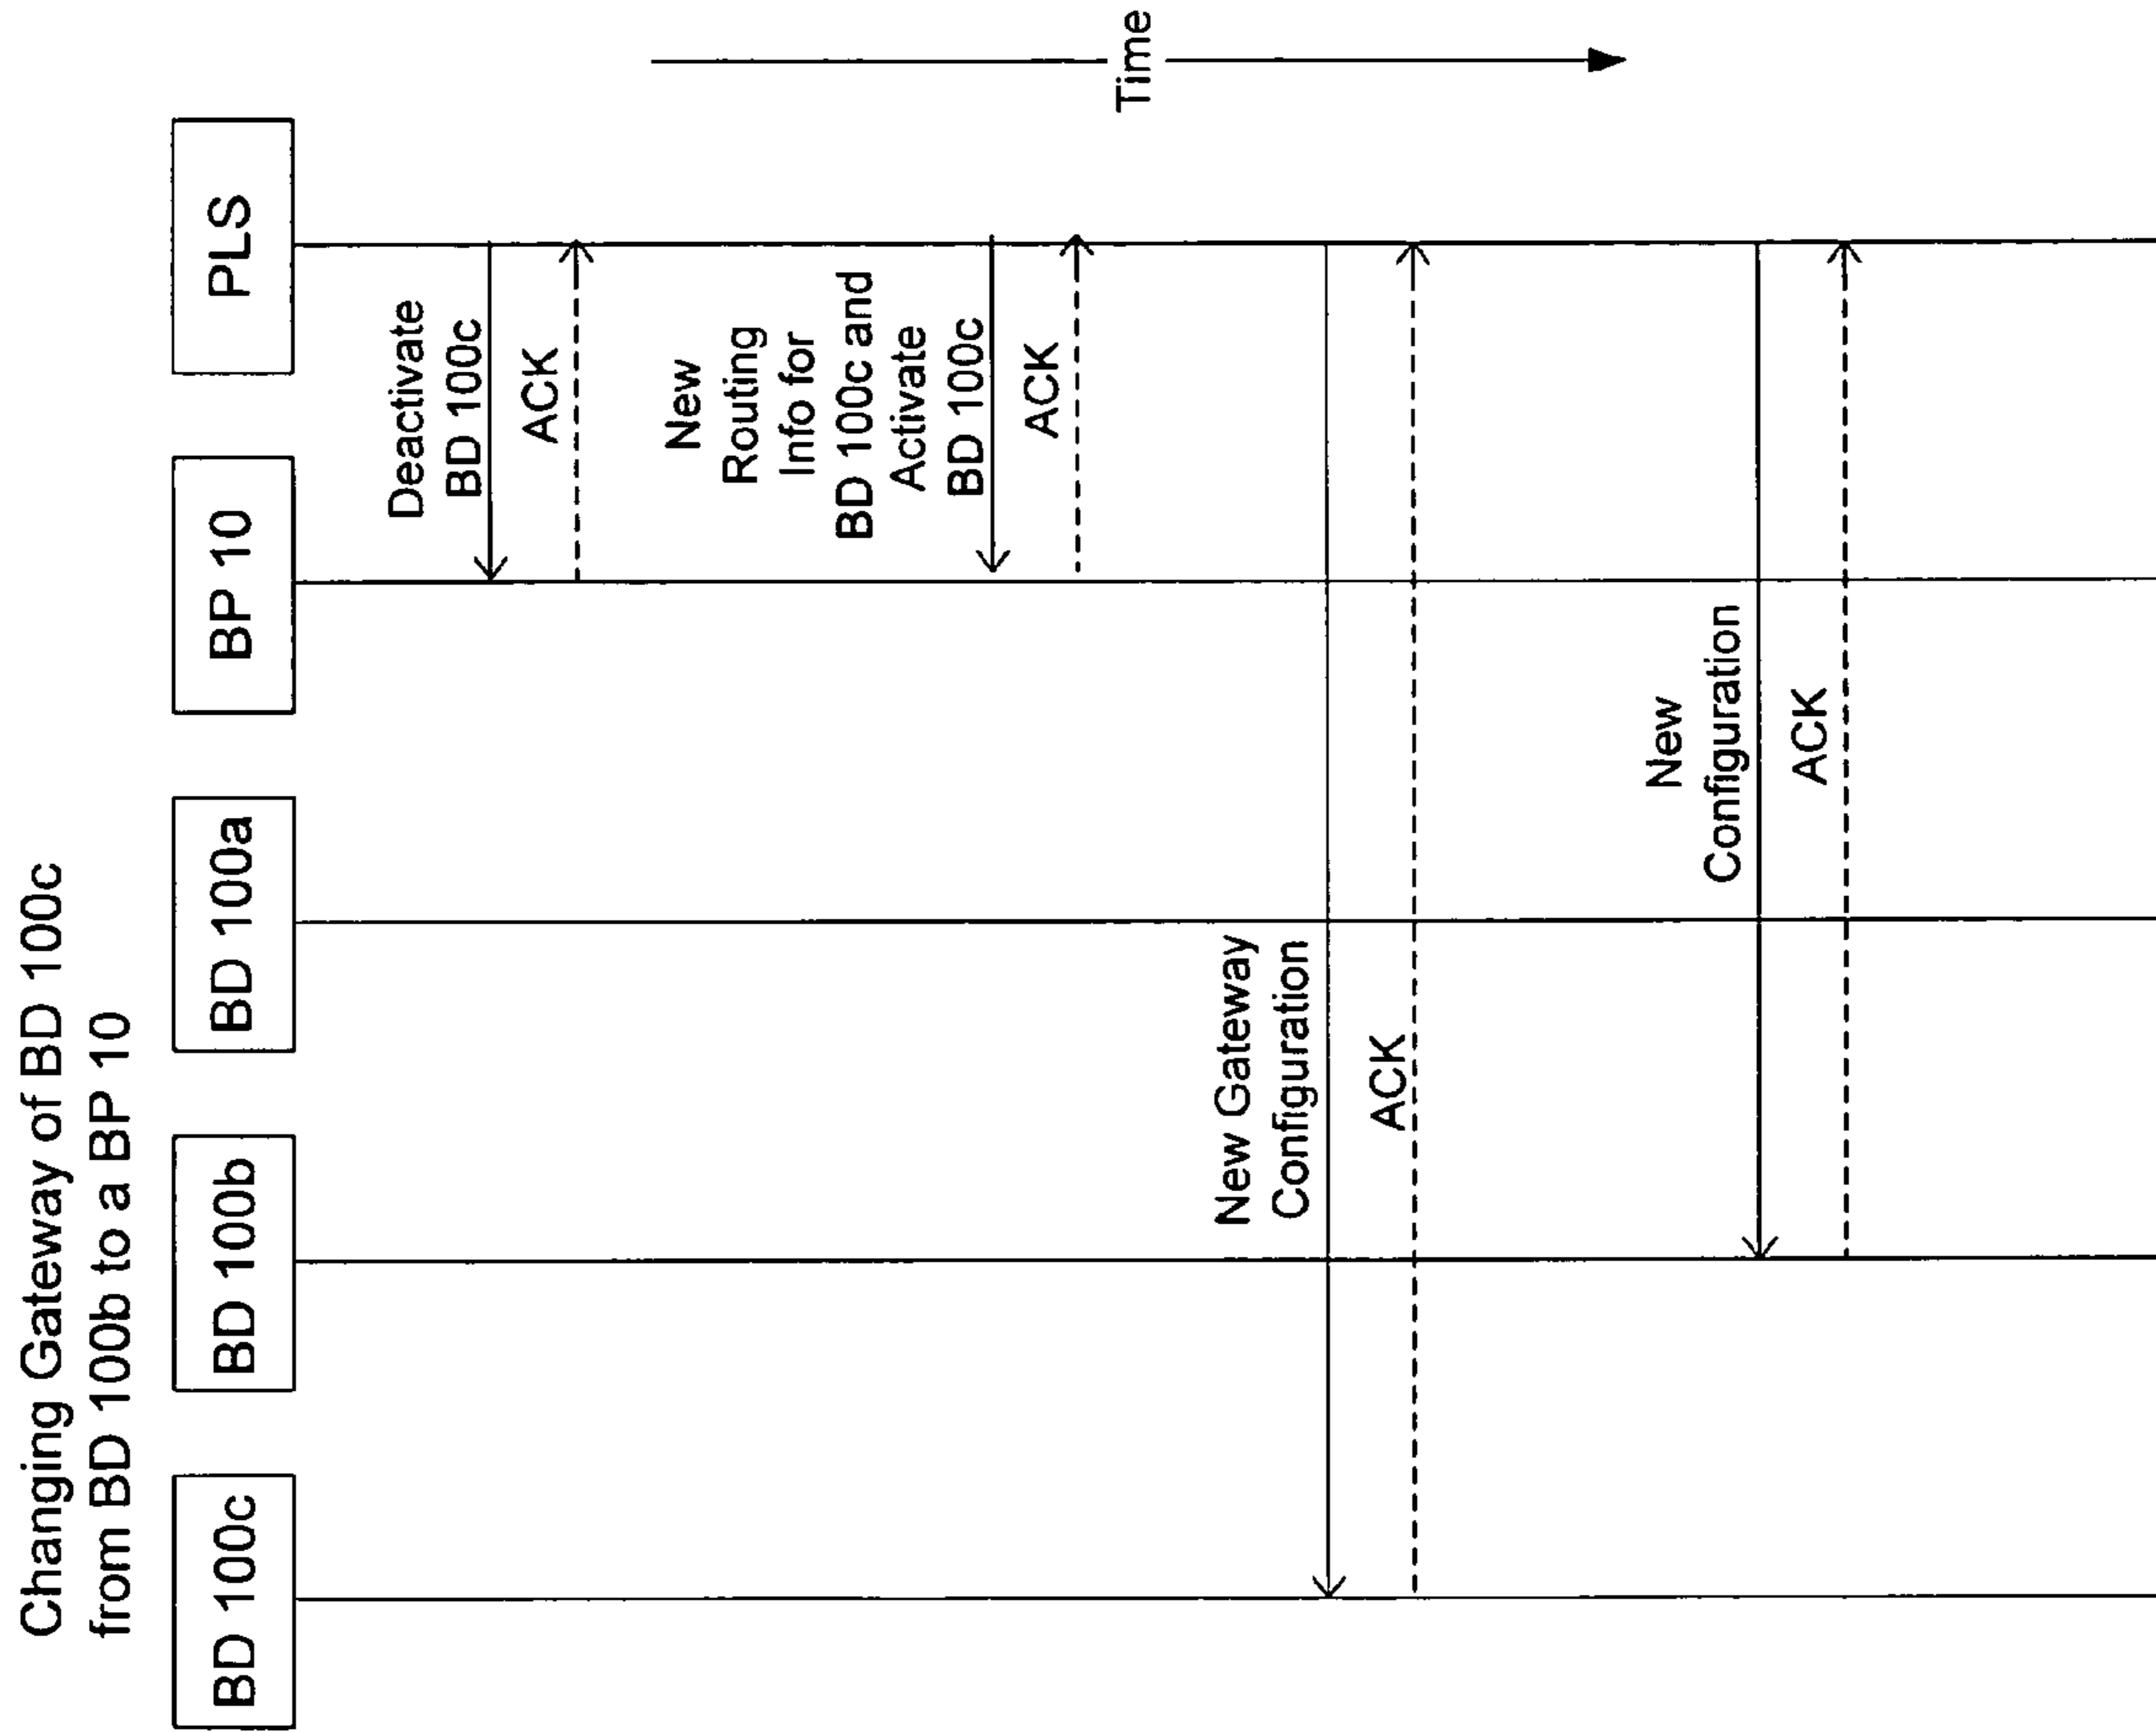 Changing Gateway of BD 100c
from BD 100b to a BP 10
BD 100c
BD 100b
BD 100a
BP 10
PLS
Deactivate
BD 100c
ACK
New
Routing
Info for
BD 100c and
Activate
BD 100c
ACK
New Gateway
Configuration
ACK
New
Configuration
ACK
Time